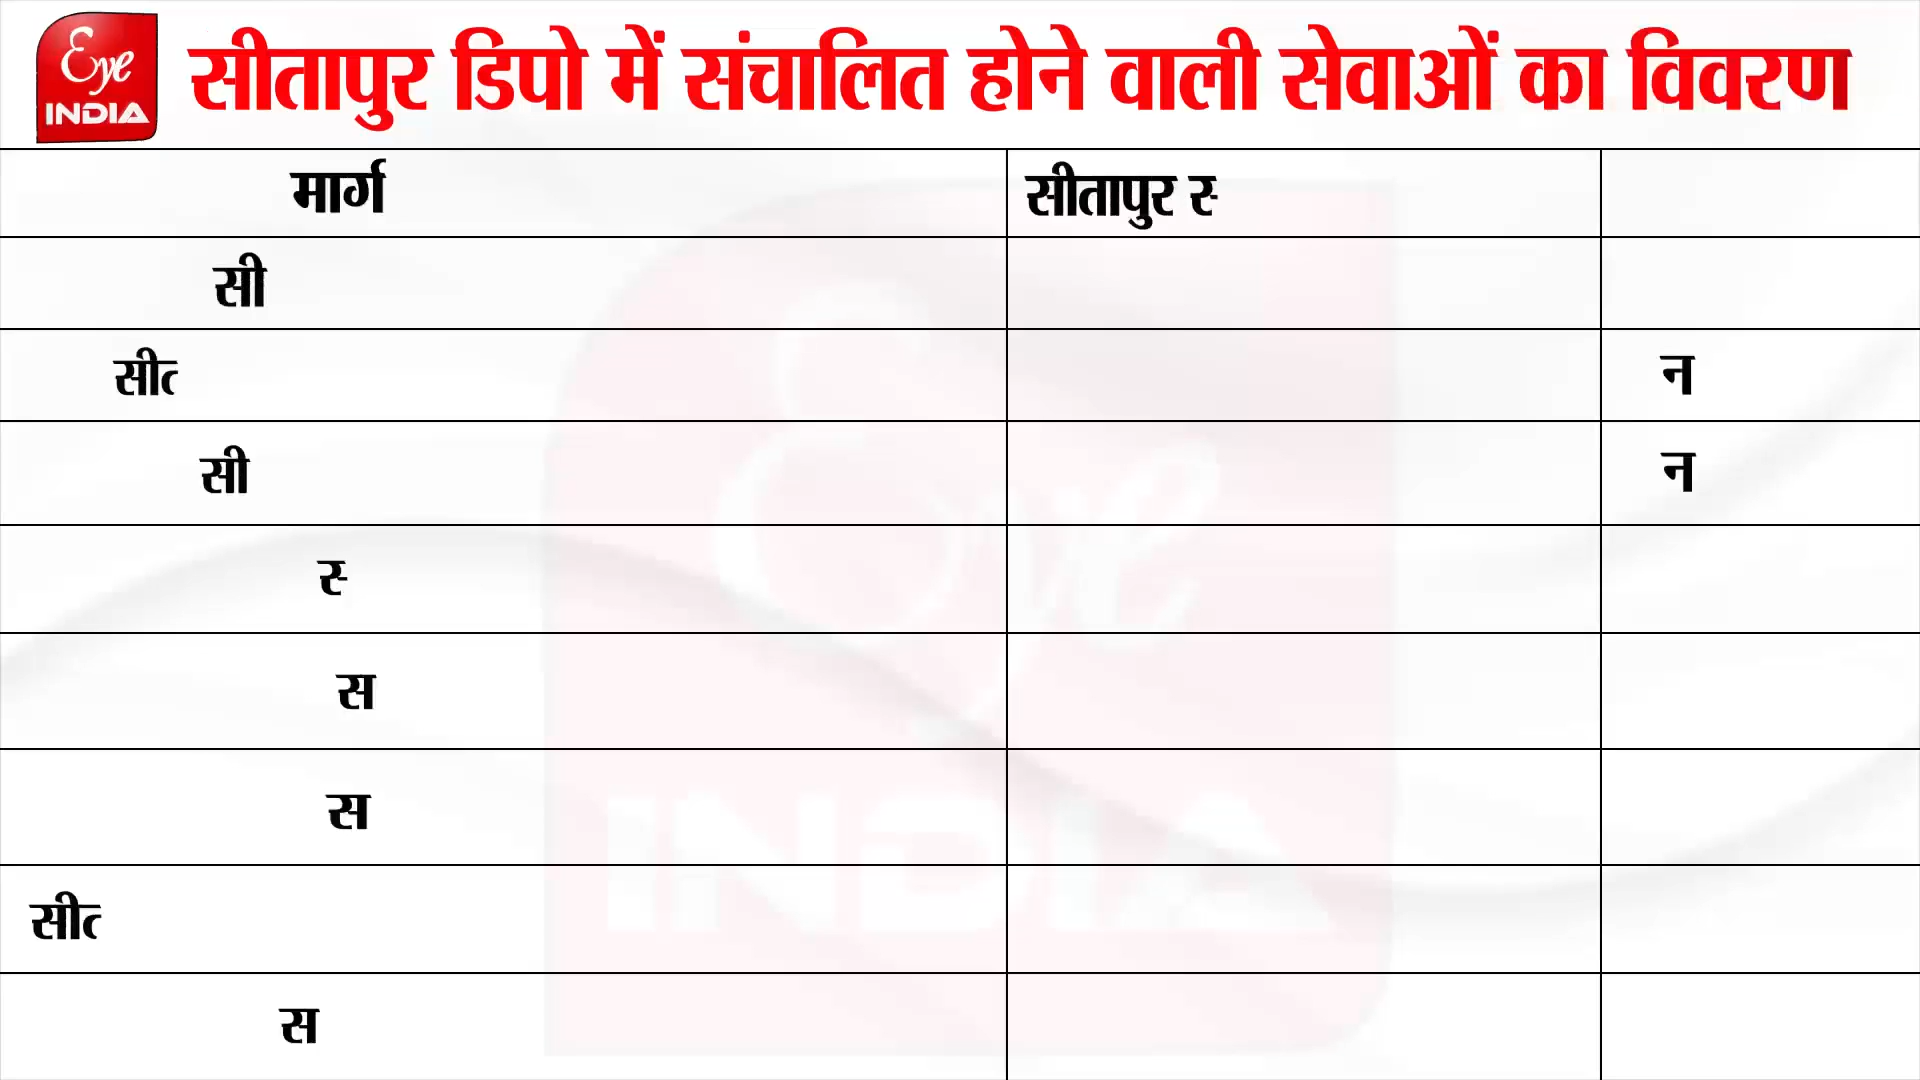 Eye
INDIA
सीतापुर डिपो में संचालित होने वाली सेवाओं का विवरण
मार्ग सीतापुर स्
सी
सीत न
सी न
स्
स
स
सीत
स